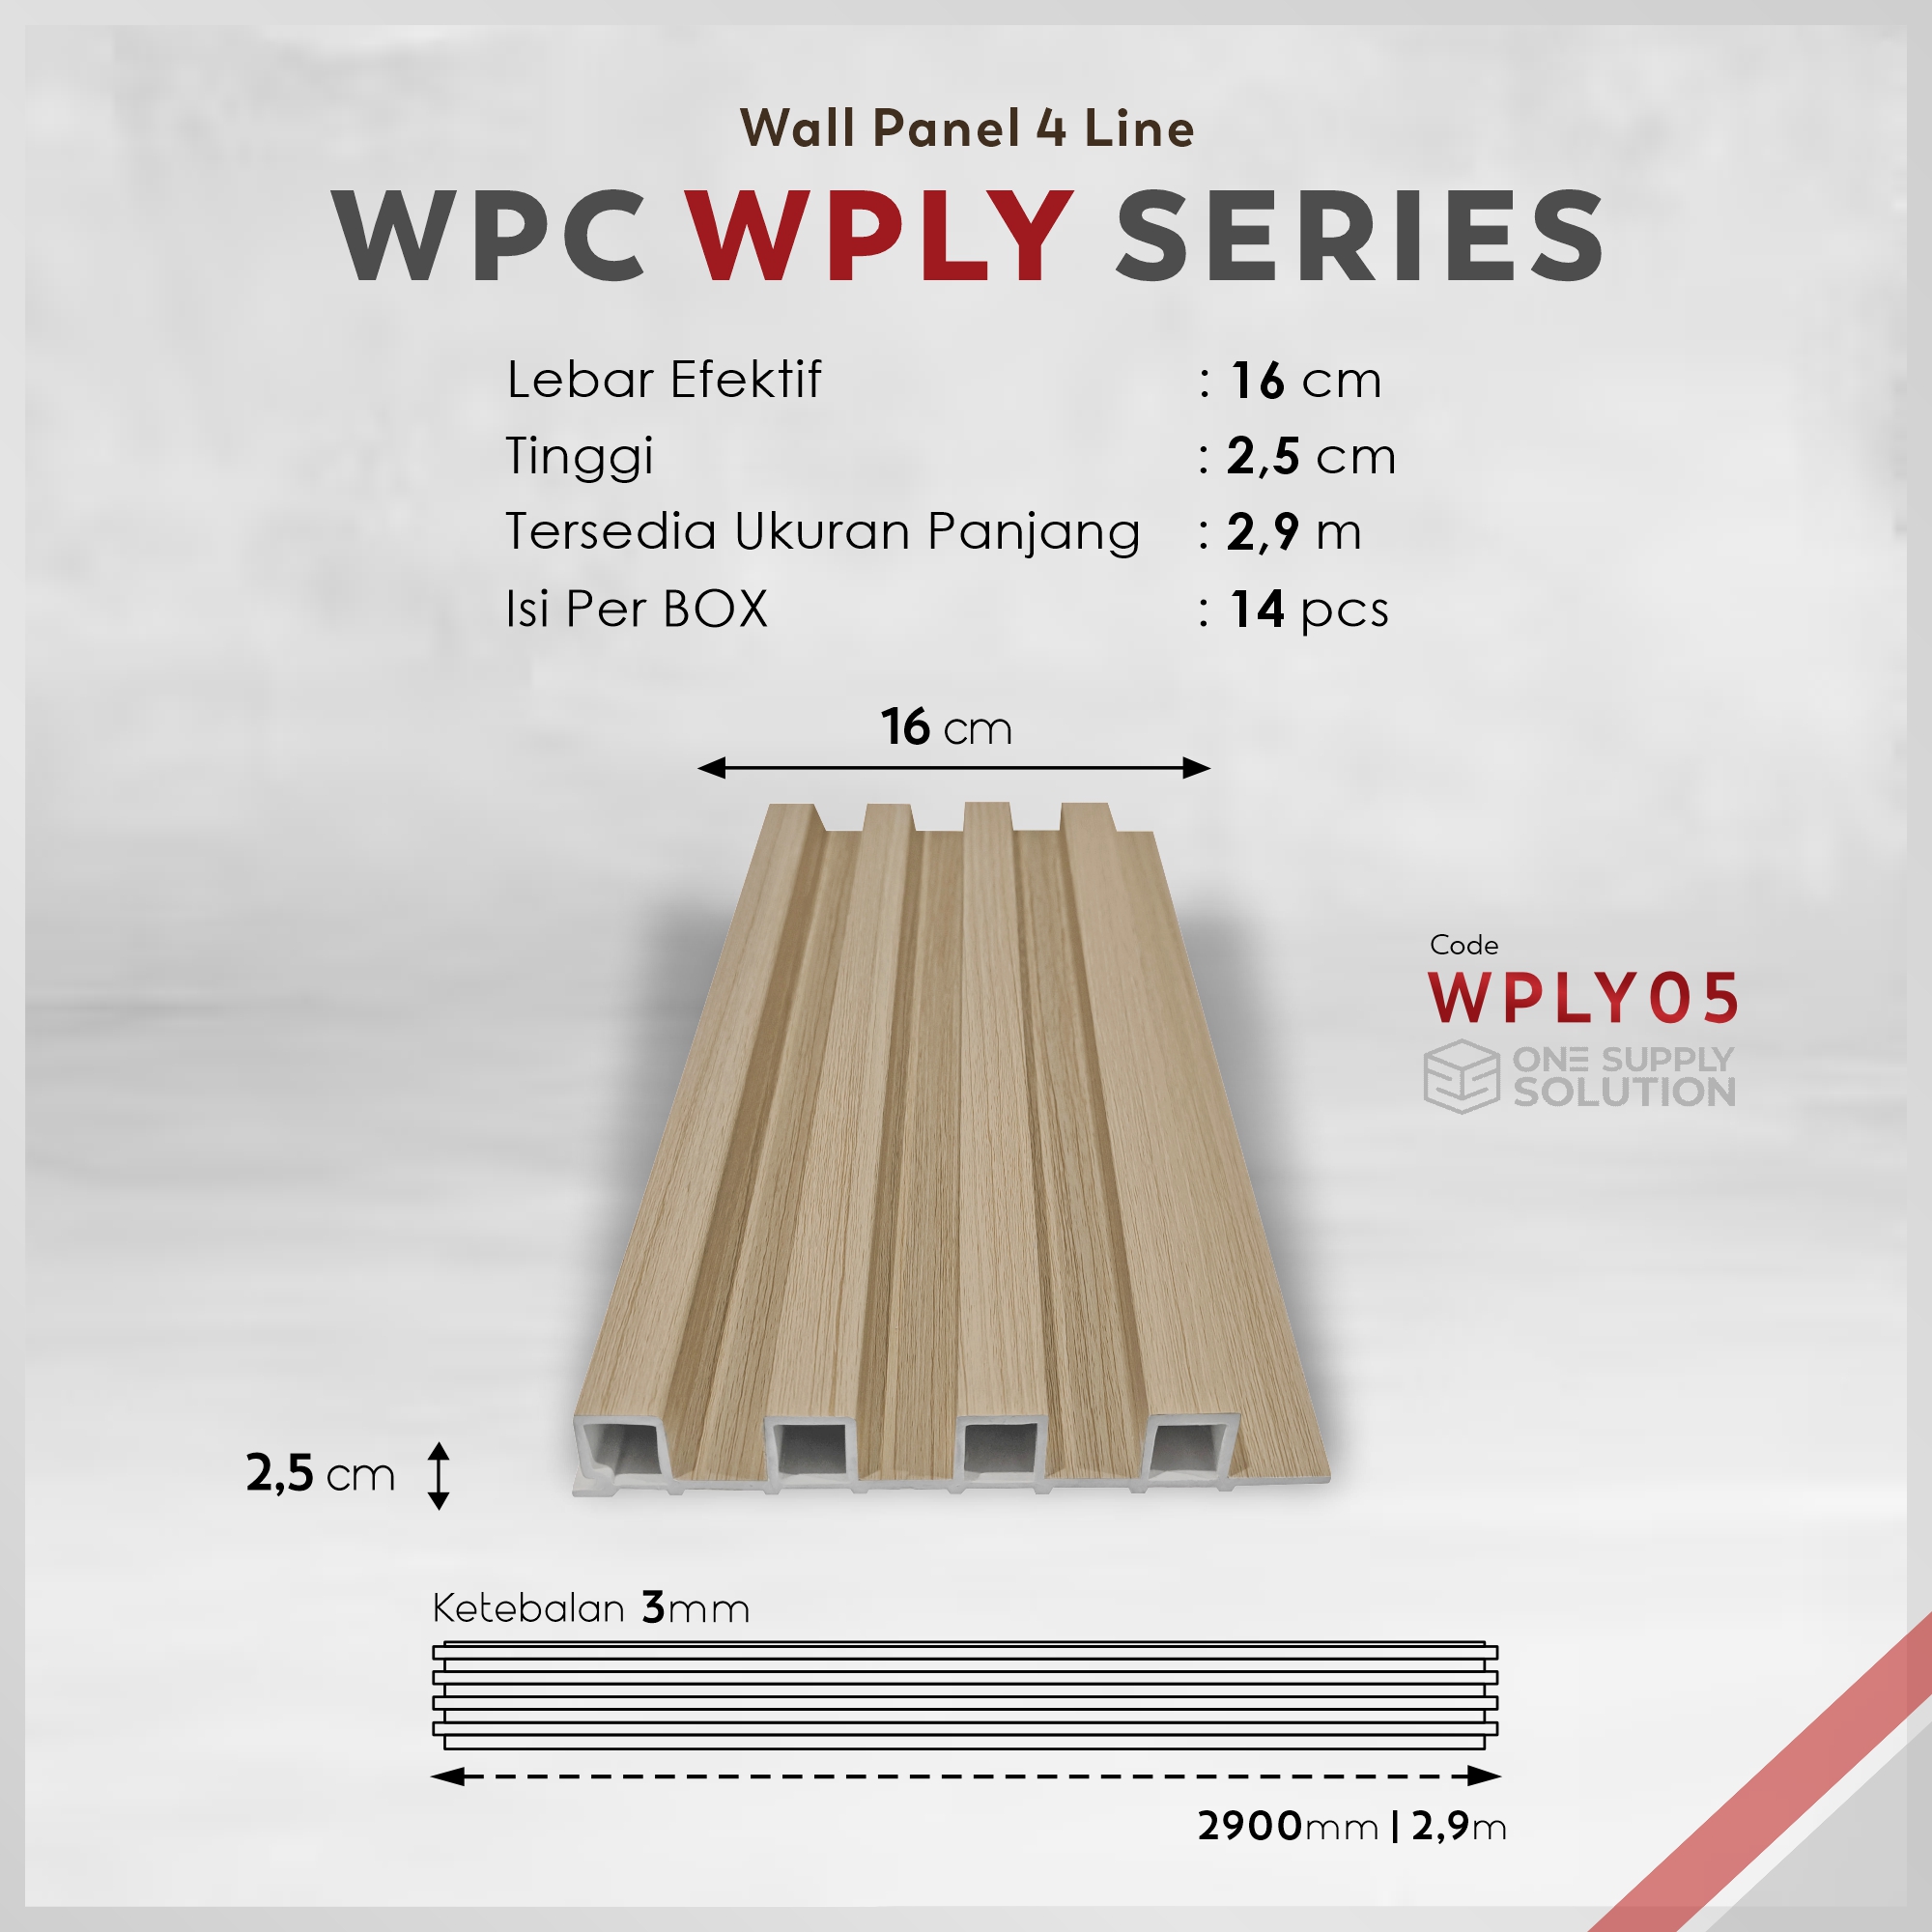 Wall Panel 4 Line
WPC WPLY SERIES
Lebar Efektif : 16 cm
Tinggi : 2,5 cm
Tersedia Ukuran Panjang : 2,9 m
Isi Per BOX : 14 pcs
16 cm
Code
WPLY05
ONE SUPPLY
SOLUTION
2,5 cm
Ketebalan 3mm
2900mm | 2,9m